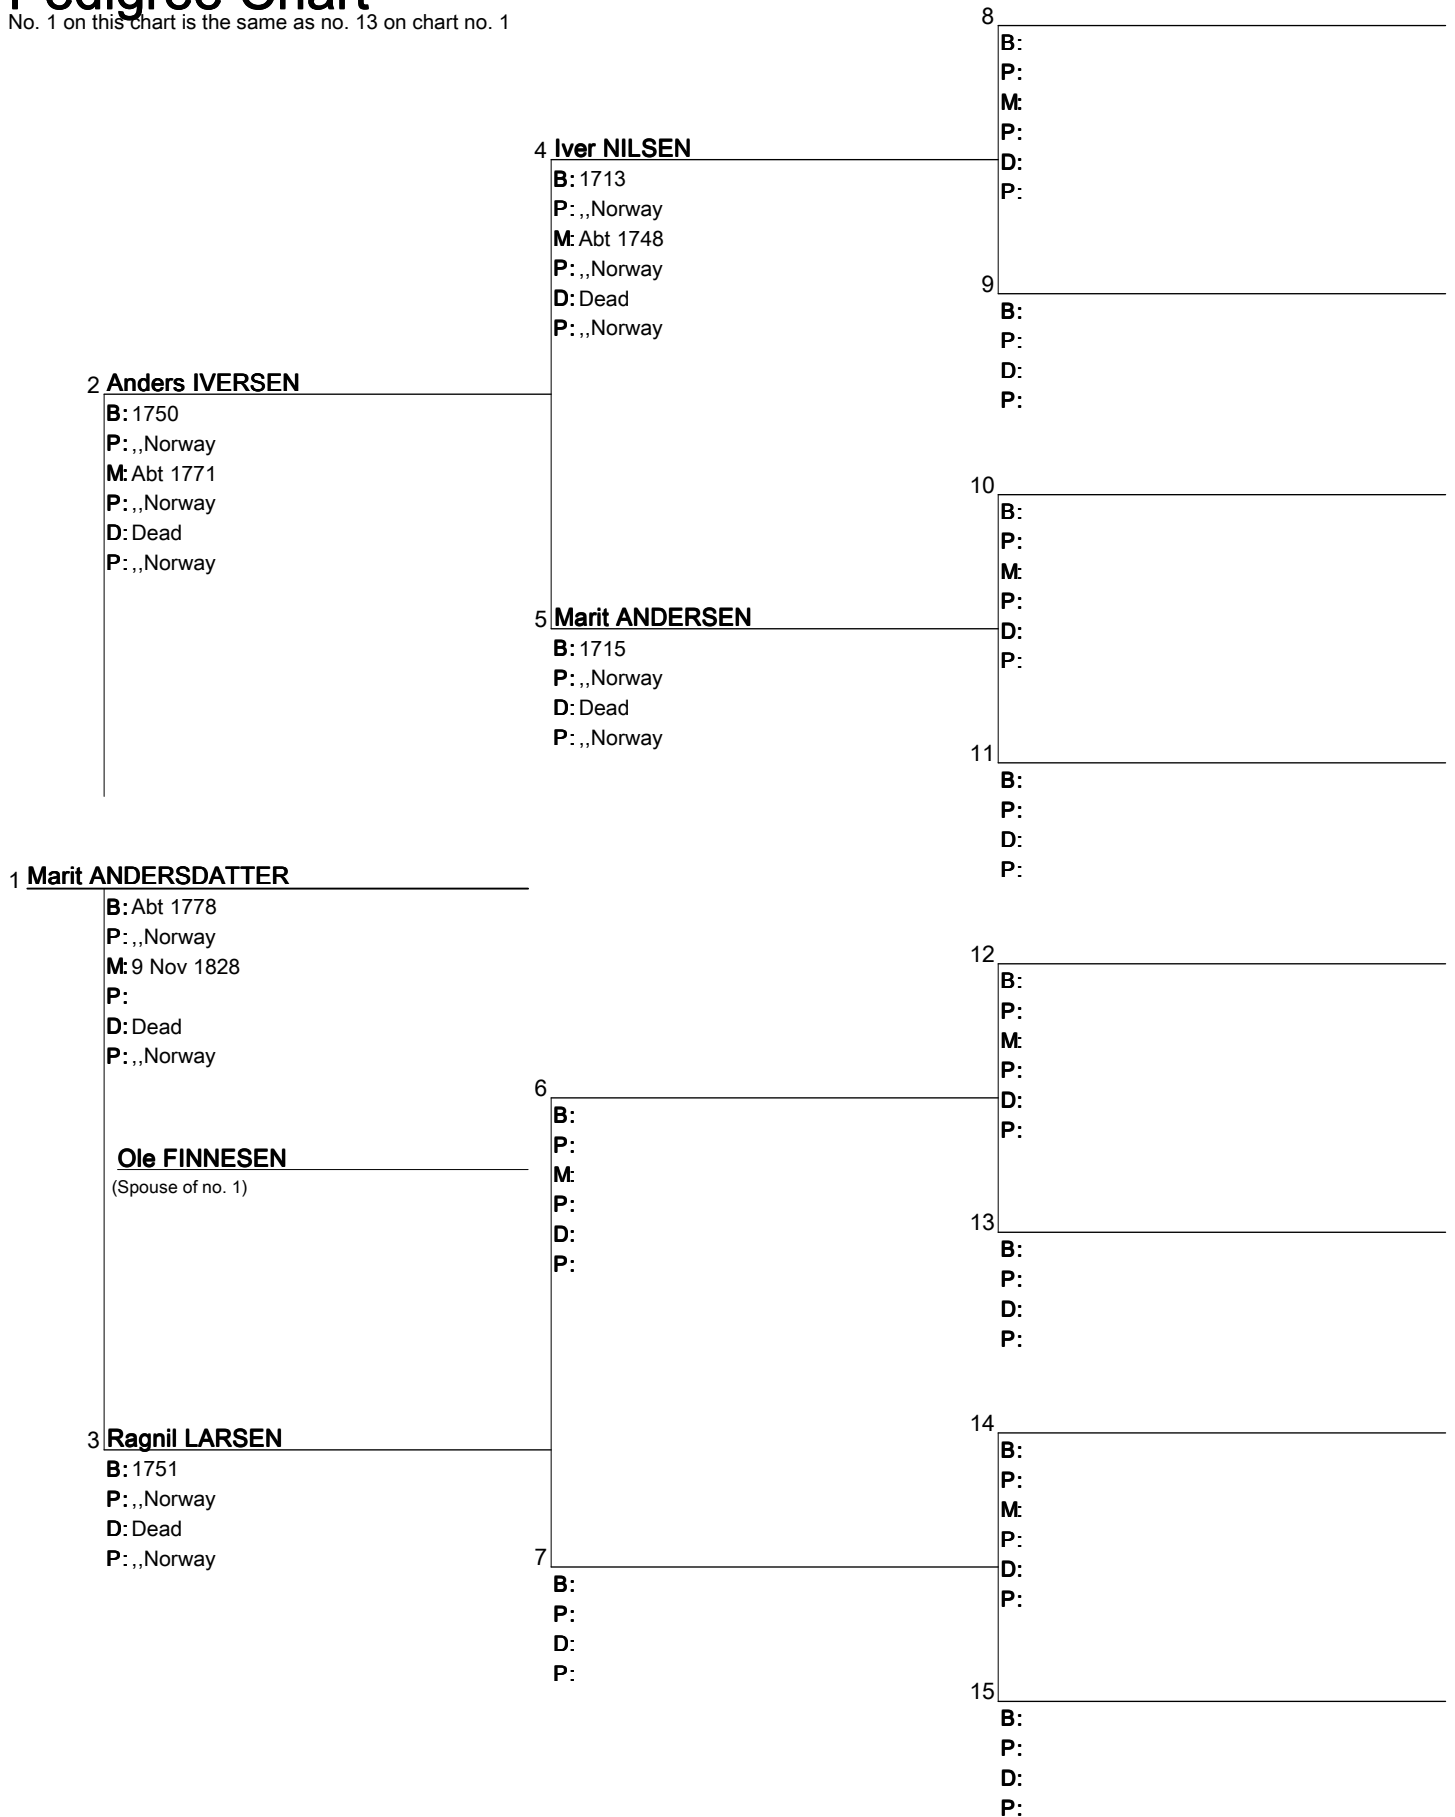 Pedigree Chart
No. 1 on this chart is the same as no. 13 on chart no. 1
8
B:
P:
M:
P:
D:
P:
4 Iver NILSEN
B: 1713
P: ,,Norway
M: Abt 1748
P: ,,Norway
D: Dead
P: ,,Norway
9
B:
P:
D:
P:
2 Anders IVERSEN
B: 1750
P: ,,Norway
M: Abt 1771
P: ,,Norway
D: Dead
P: ,,Norway
10
B:
P:
M:
P:
D:
P:
5 Marit ANDERSEN
B: 1715
P: ,,Norway
D: Dead
P: ,,Norway
11
B:
P:
D:
P:
1 Marit ANDERSDATTER
B: Abt 1778
P: ,,Norway
M: 9 Nov 1828
P:
D: Dead
P: ,,Norway
12
B:
P:
M:
P:
D:
P:
6
B:
P:
M:
P:
D:
P:
Ole FINNESEN
(Spouse of no. 1)
13
B:
P:
D:
P:
3 Ragnil LARSEN
B: 1751
P: ,,Norway
D: Dead
P: ,,Norway
14
B:
P:
M:
P:
D:
P:
7
B:
P:
D:
P:
15
B:
P:
D:
P: